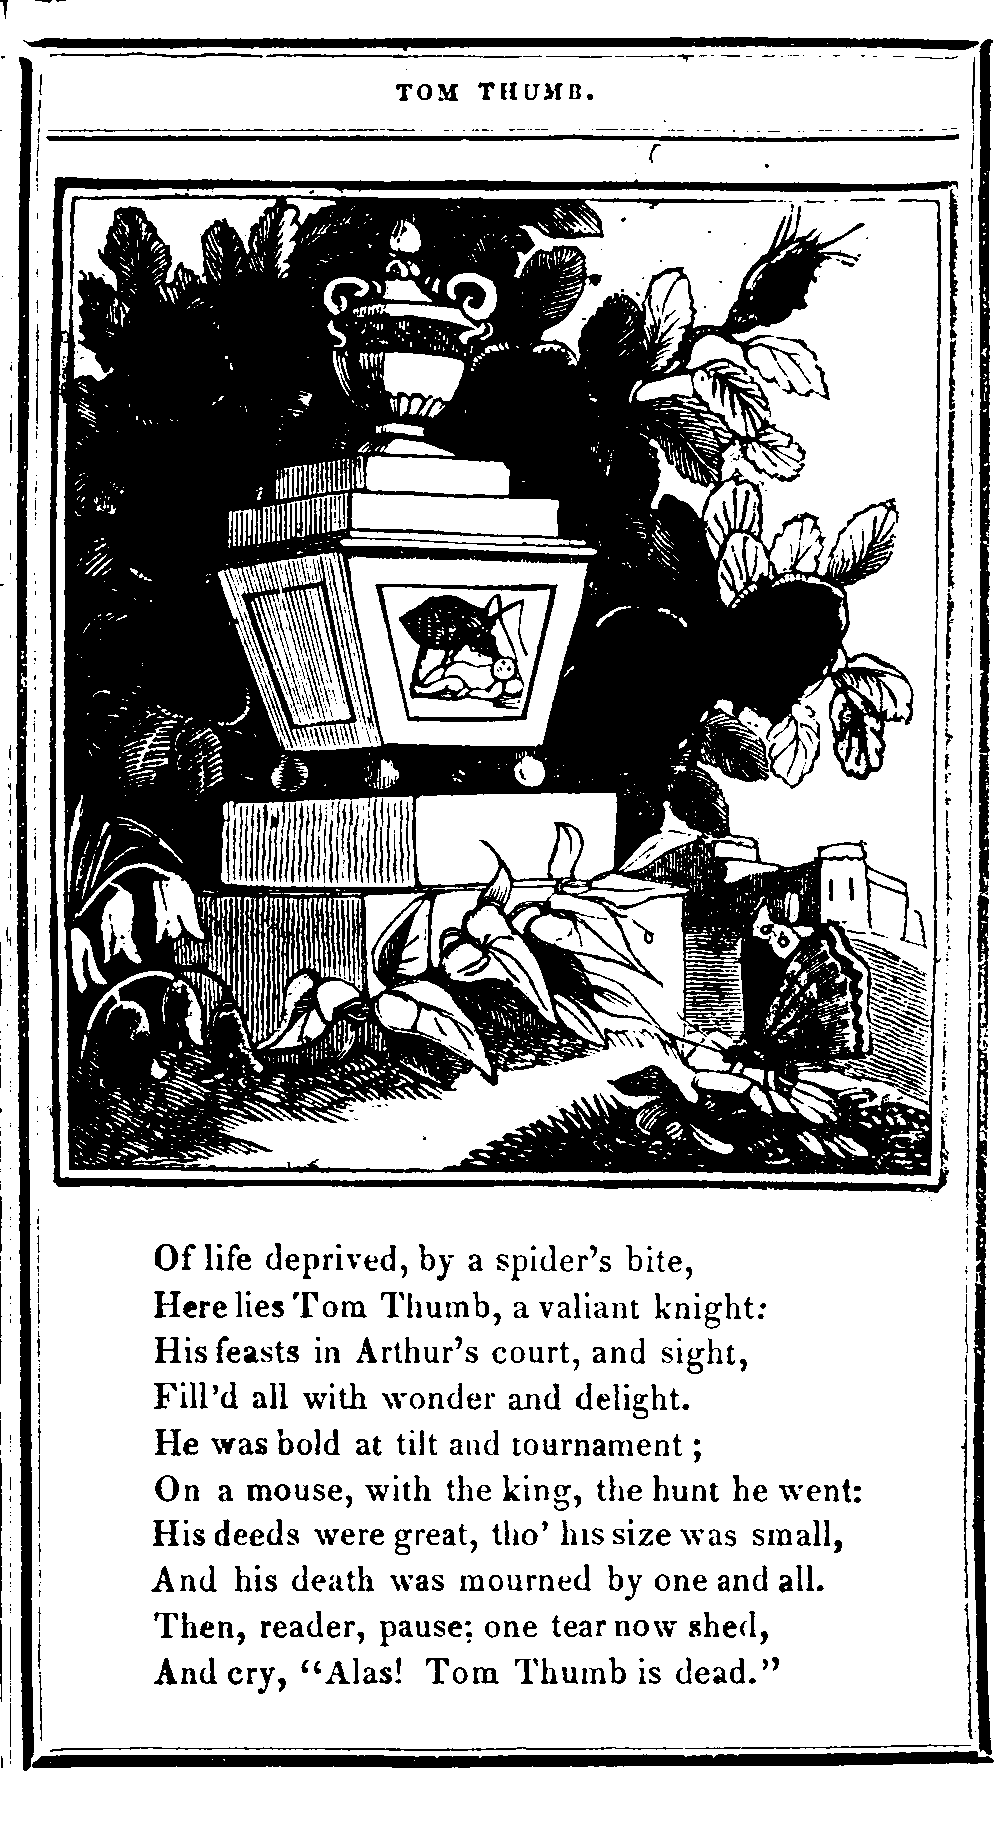 TOM THUMB.
Of life deprived, by a spider's bite,
Here lies Tom Thumb, a valiant knight:
His feasts in Arthur's court, and sight,
Fill'd all with wonder and delight.
He was bold at tilt and tournament;
On a mouse, with the king, the hunt he went:
His deeds were great, tho' his size was small,
And his death was mourned by one and all.
Then, reader, pause; one tear now shed,
And cry, "Alas! Tom Thumb is dead."